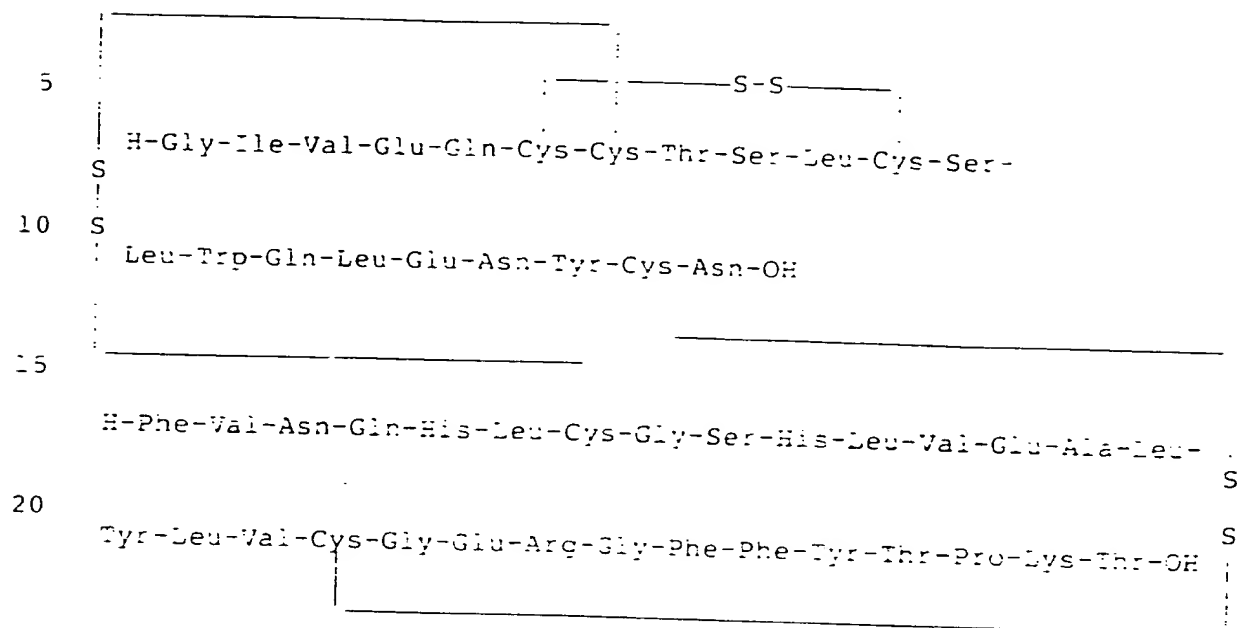 5 S-S
H-Gly-Ile-Val-Glu-Gln-Cys-Cys-Thr-Ser-Leu-Cys-Ser-
S
10 S
Leu-Trp-Gln-Leu-Glu-Asn-Tyr-Cys-Asn-OH
15
H-Phe-Val-Asn-Gln-His-Leu-Cys-Gly-Ser-His-Leu-Val-Glu-Ala-Leu-
S
20
Tyr-Leu-Val-Cys-Gly-Glu-Arg-Gly-Phe-Phe-Tyr-Thr-Pro-Lys-Thr-OH
S